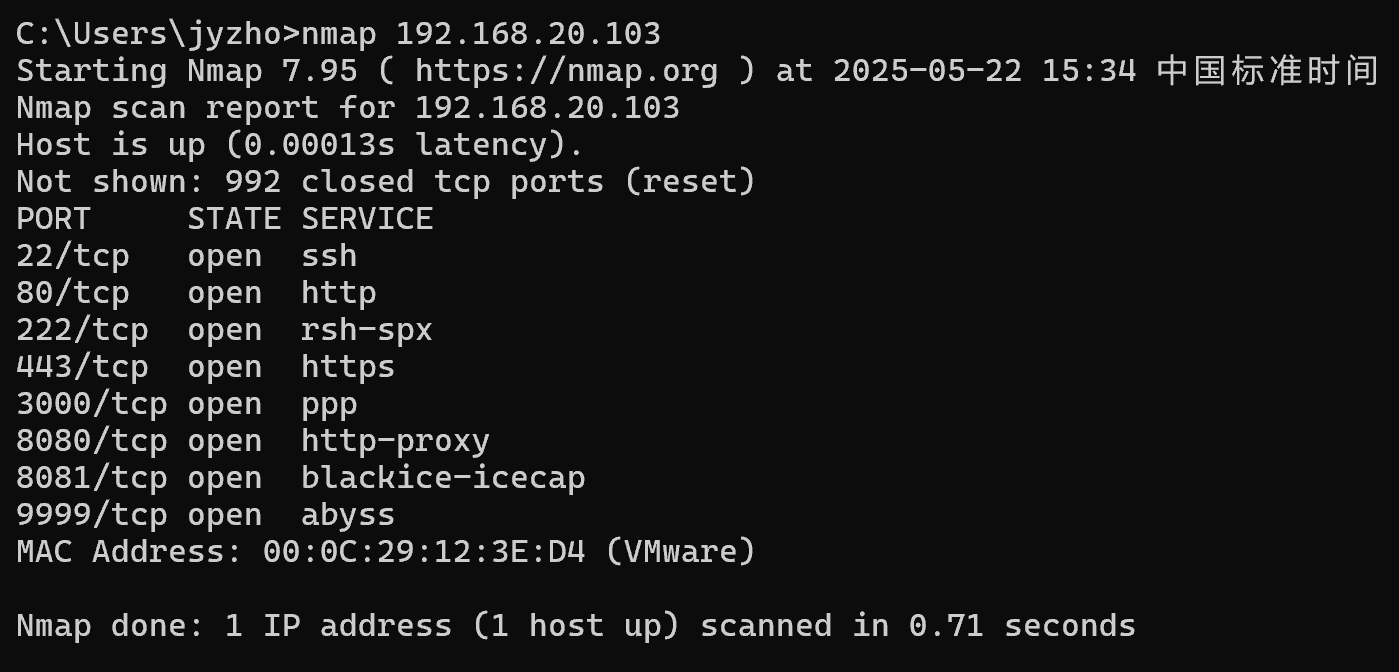 C:\Users\jyzho>nmap 192.168.20.103
Starting Nmap 7.95 ( https://nmap.org ) at 2025-05-22 15:34 中国标准时间
Nmap scan report for 192.168.20.103
Host is up (0.00013s latency).
Not shown: 992 closed tcp ports (reset)
PORT     STATE SERVICE
22/tcp   open  ssh
80/tcp   open  http
222/tcp  open  rsh-spx
443/tcp  open  https
3000/tcp open  ppp
8080/tcp open  http-proxy
8081/tcp open  blackice-icecap
9999/tcp open  abyss
MAC Address: 00:0C:29:12:3E:D4 (VMware)
Nmap done: 1 IP address (1 host up) scanned in 0.71 seconds